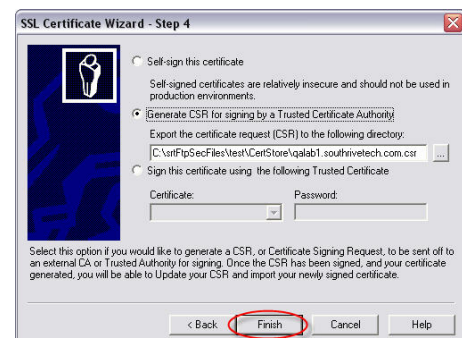 SSL Certificate Wizard - Step 4
Self-sign this certificate
Self-signed certificates are relatively insecure and should not be used in
production environments.
Generate CSR for signing by a Trusted Certificate Authority
Export the certificate request (CSR) to the following directory:
C:\srtFtpSecFiles\test\CertStore\qalab1.southrivetech.com.csr
...
Sign this certificate using the following Trusted Certificate
Certificate: Password:
Select this option if you would like to generate a CSR, or Certificate Signing Request, to be sent off to
an external CA or Trusted Authority for signing. Once the CSR has been signed, and your certificate
generated, you will be able to Update your CSR and import your newly signed certificate.
< Back Finish Cancel Help